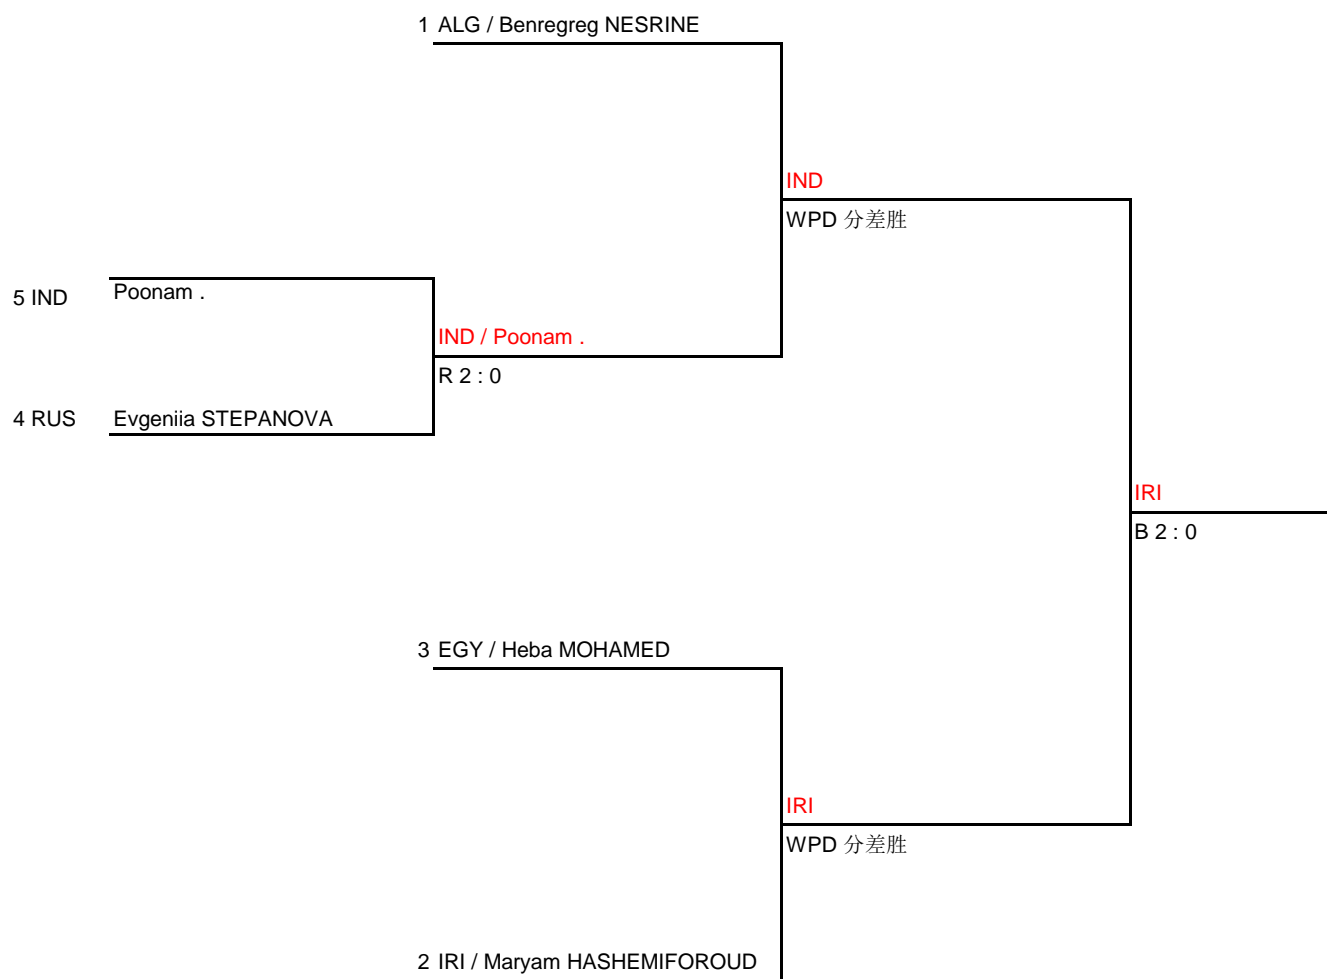 1 ALG / Benregreg NESRINE
IND
WPD 分差胜
5 IND Poonam .
IND / Poonam .
R 2 : 0
4 RUS Evgeniia STEPANOVA
IRI
B 2 : 0
3 EGY / Heba MOHAMED
IRI
WPD 分差胜
2 IRI / Maryam HASHEMIFOROUD